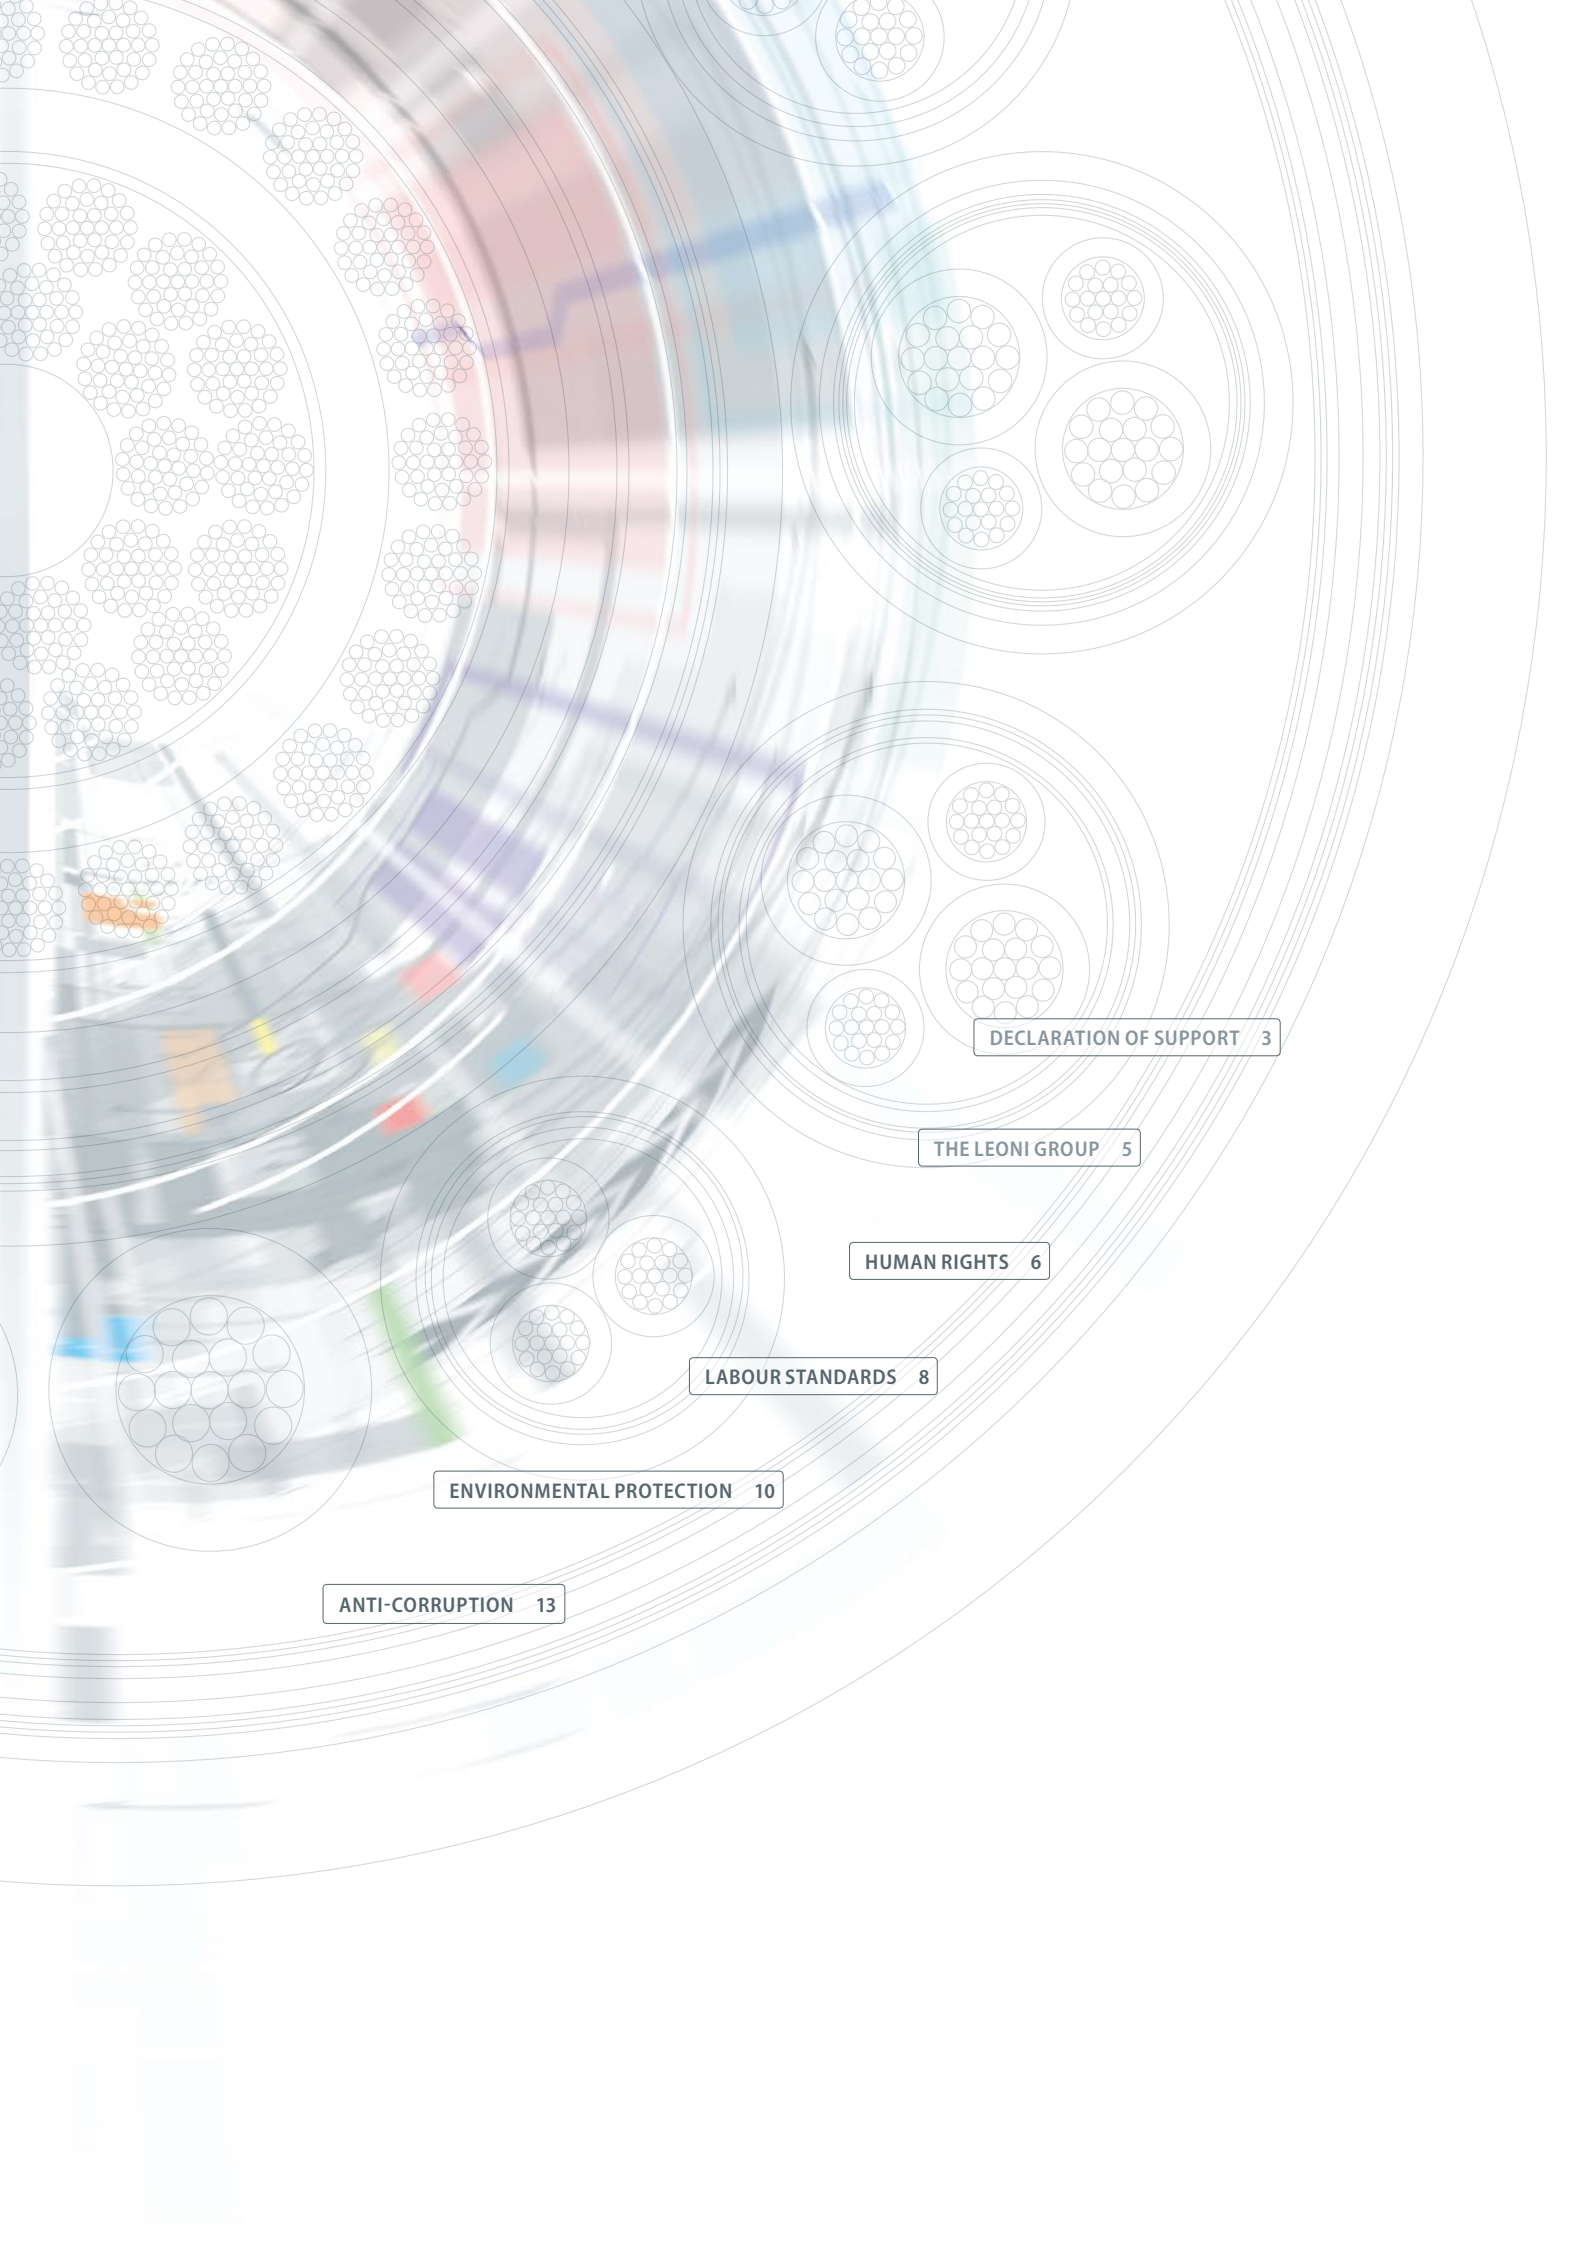 DECLARATION OF SUPPORT 3
THE LEONI GROUP 5
HUMAN RIGHTS 6
LABOUR STANDARDS 8
ENVIRONMENTAL PROTECTION 10
ANTI-CORRUPTION 13